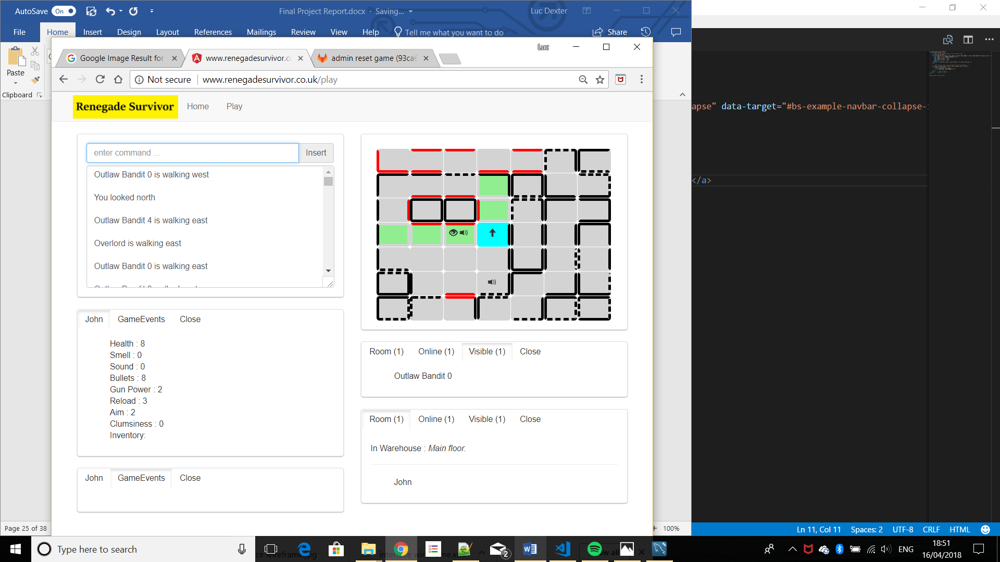 AutoSave On Final Project Report.docx - Saving... Luc Dexter
File Home Insert Design Layout References Mailings Review View Help Tell me what you want to do Share
Paste
Clipboard
Luc
Google Image Result for www.renegadesurvivor.co admin reset game (93ca6
Not secure www.renegadesurvivor.co.uk/play
Renegade Survivor Home Play
apse" data-target="#bs-example-navbar-collapse-1
</a>
enter command ... Insert
Outlaw Bandit 0 is walking west
You looked north
Outlaw Bandit 4 is walking east
Overlord is walking east
Outlaw Bandit 0 is walking east
John GameEvents Close
Health : 8
Smell : 0
Sound : 0
Bullets : 8
Gun Power : 2
Reload : 3
Aim : 2
Clumsiness : 0
Inventory:
John GameEvents Close
Room (1) Online (1) Visible (1) Close
Outlaw Bandit 0
Room (1) Online (1) Visible (1) Close
In Warehouse : Main floor.
John
Page 25 of 38 100%
Ln 11, Col 11 Spaces: 2 UTF-8 CRLF HTML
Type here to search 2 ENG 18:51
16/04/2018